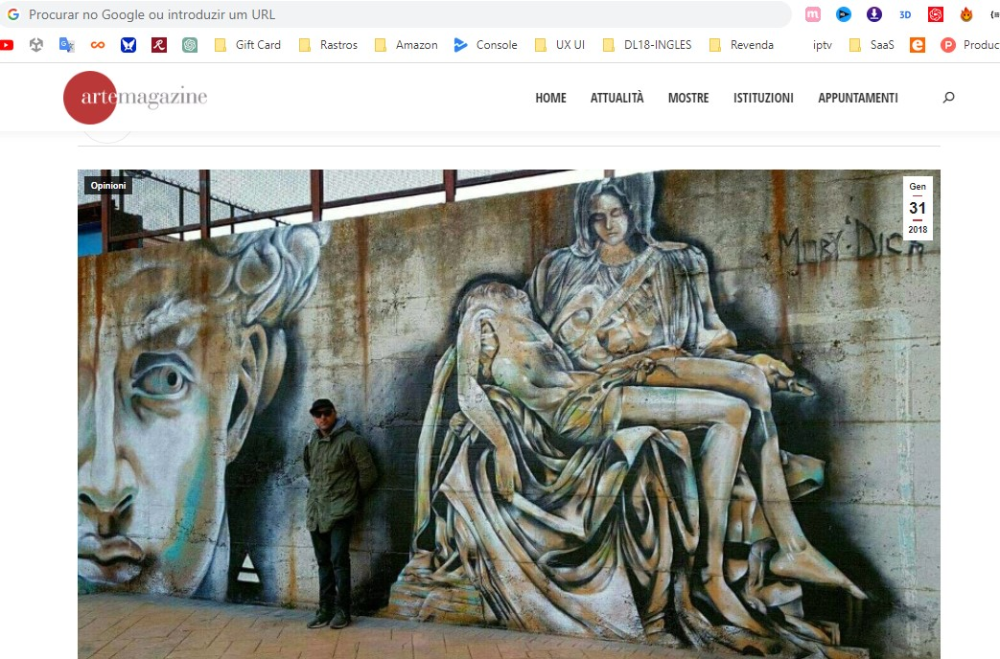 Procurar no Google ou introduzir um URL
3D
Gift Card
Rastros
Amazon
Console
UX UI
DL18-INGLES
Revenda
iptv
SaaS
Produc
artemagazine
HOME
ATTUALITÀ
MOSTRE
ISTITUZIONI
APPUNTAMENTI
Opinioni
Gen
31
2018
MOBY DICK